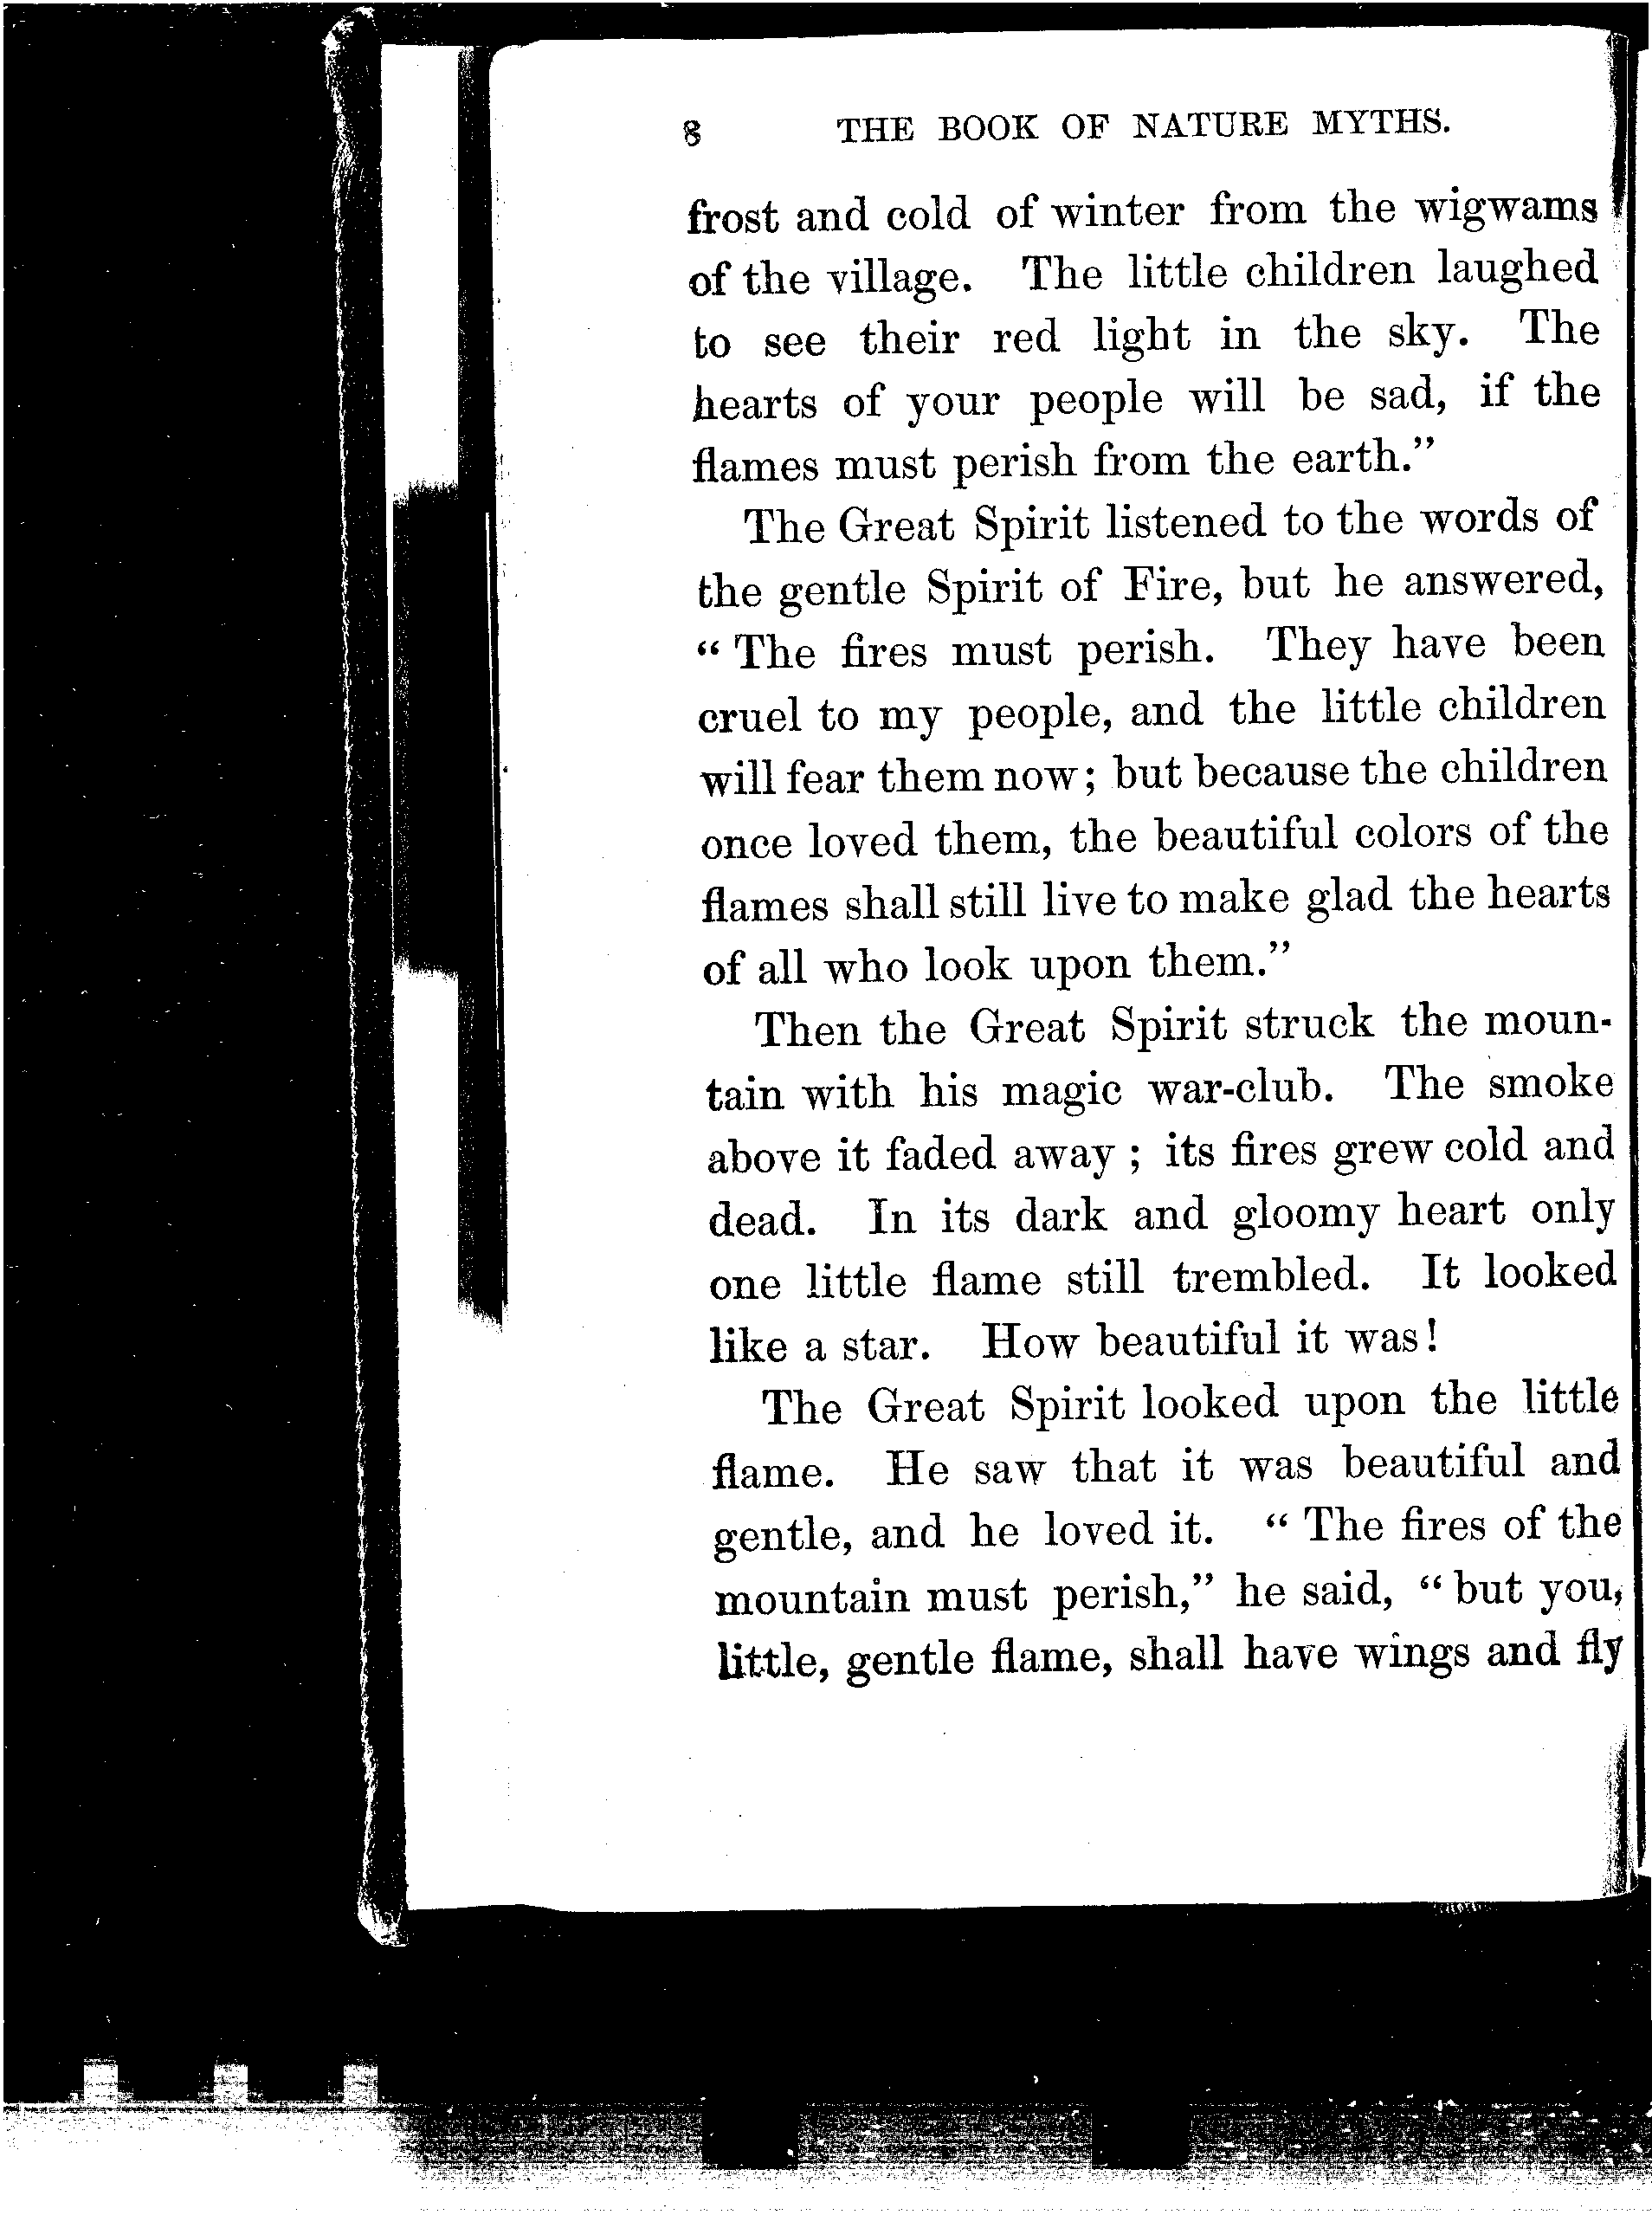 8 THE BOOK OF NATURE MYTHS.
frost and cold of winter from the wigwams
of the village. The little children laughed
to see their red light in the sky. The
hearts of your people will be sad, if the
flames must perish from the earth."
The Great Spirit listened to the words of
the gentle Spirit of Fire, but he answered,
" The fires must perish. They have been
cruel to my people, and the little children
will fear them now; but because the children
once loved them, the beautiful colors of the
flames shall still live to make glad the hearts
of all who look upon them."
Then the Great Spirit struck the moun-
tain with his magic war-club. The smoke
above it faded away ; its fires grew cold and
dead. In its dark and gloomy heart only
one little flame still trembled. It looked
like a star. How beautiful it was!
The Great Spirit looked upon the little
flame. He saw that it was beautiful and
gentle, and he loved it. " The fires of the
mountain must perish," he said, " but you,
little, gentle flame, shall have wings and fly